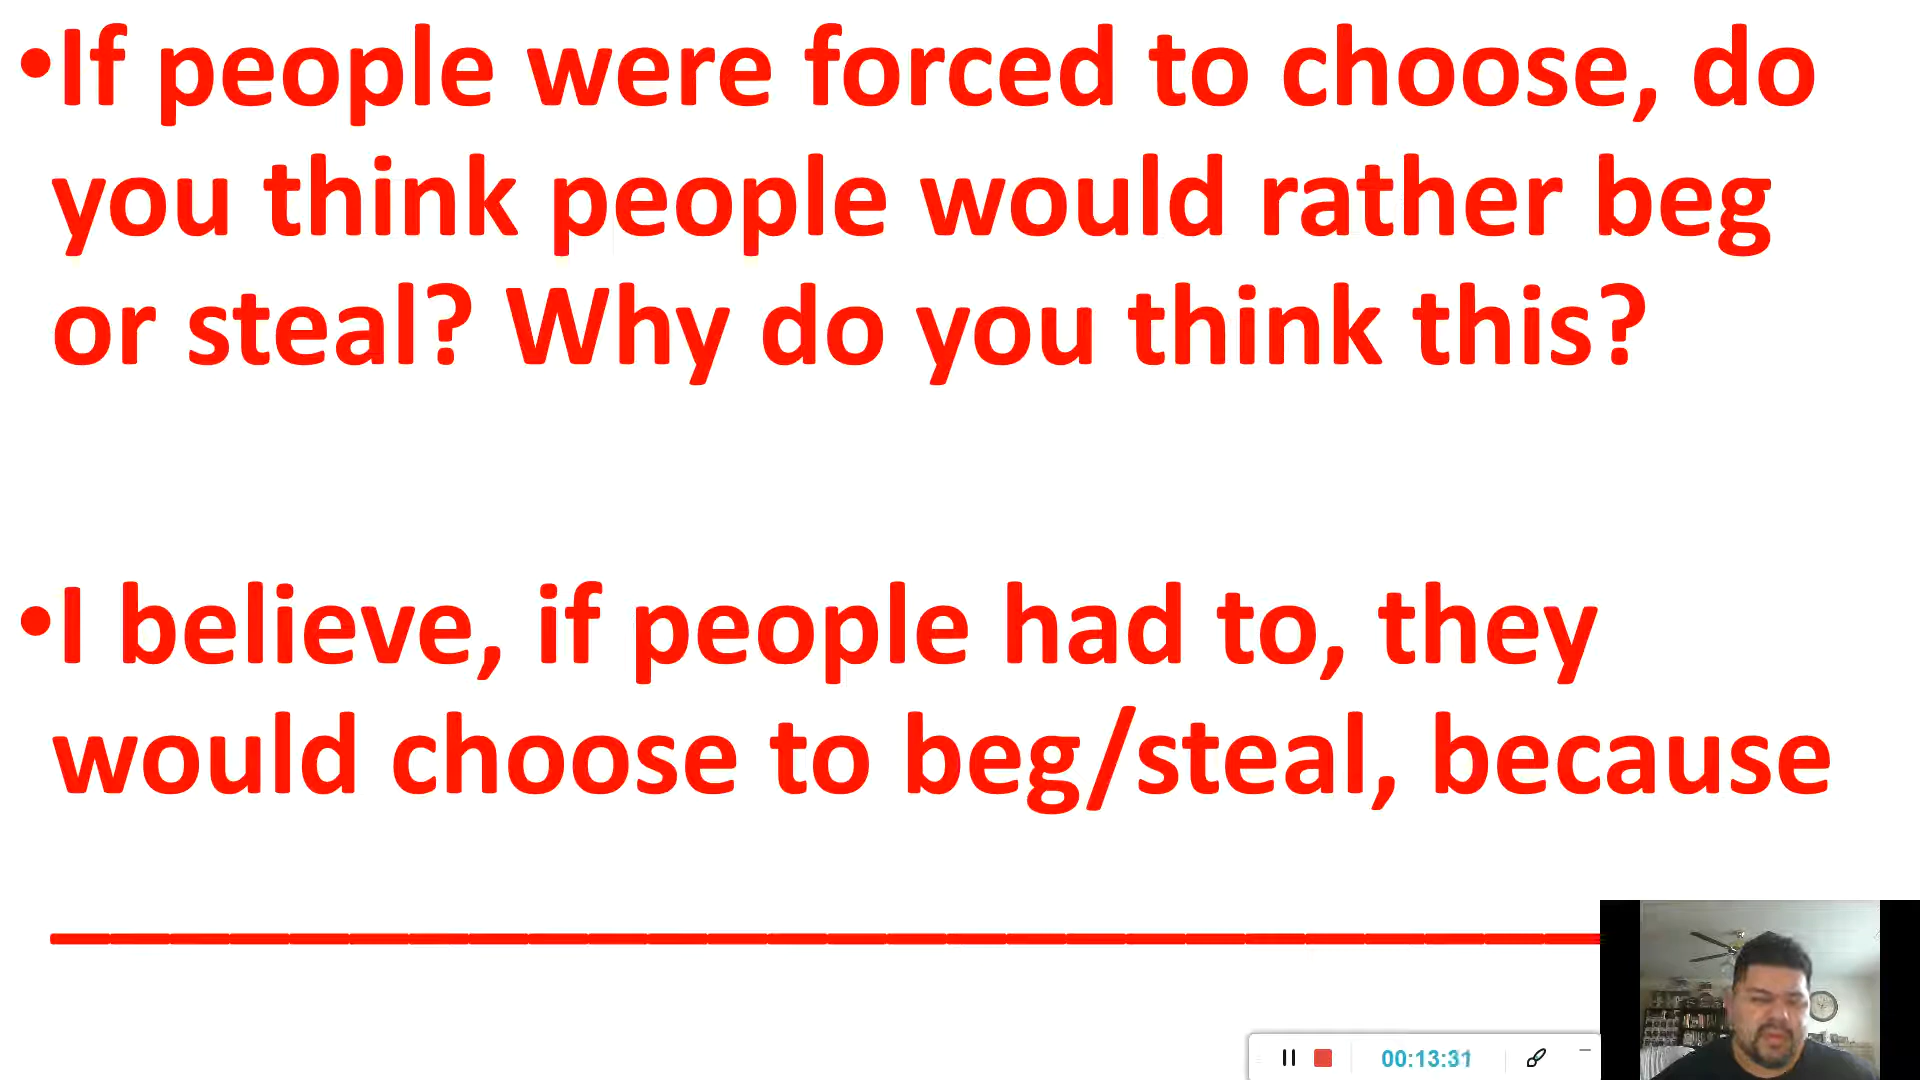 •If people were forced to choose, do
you think people would rather beg
or steal? Why do you think this?
•I believe, if people had to, they
would choose to beg/steal, because
__________________________
00:13:31